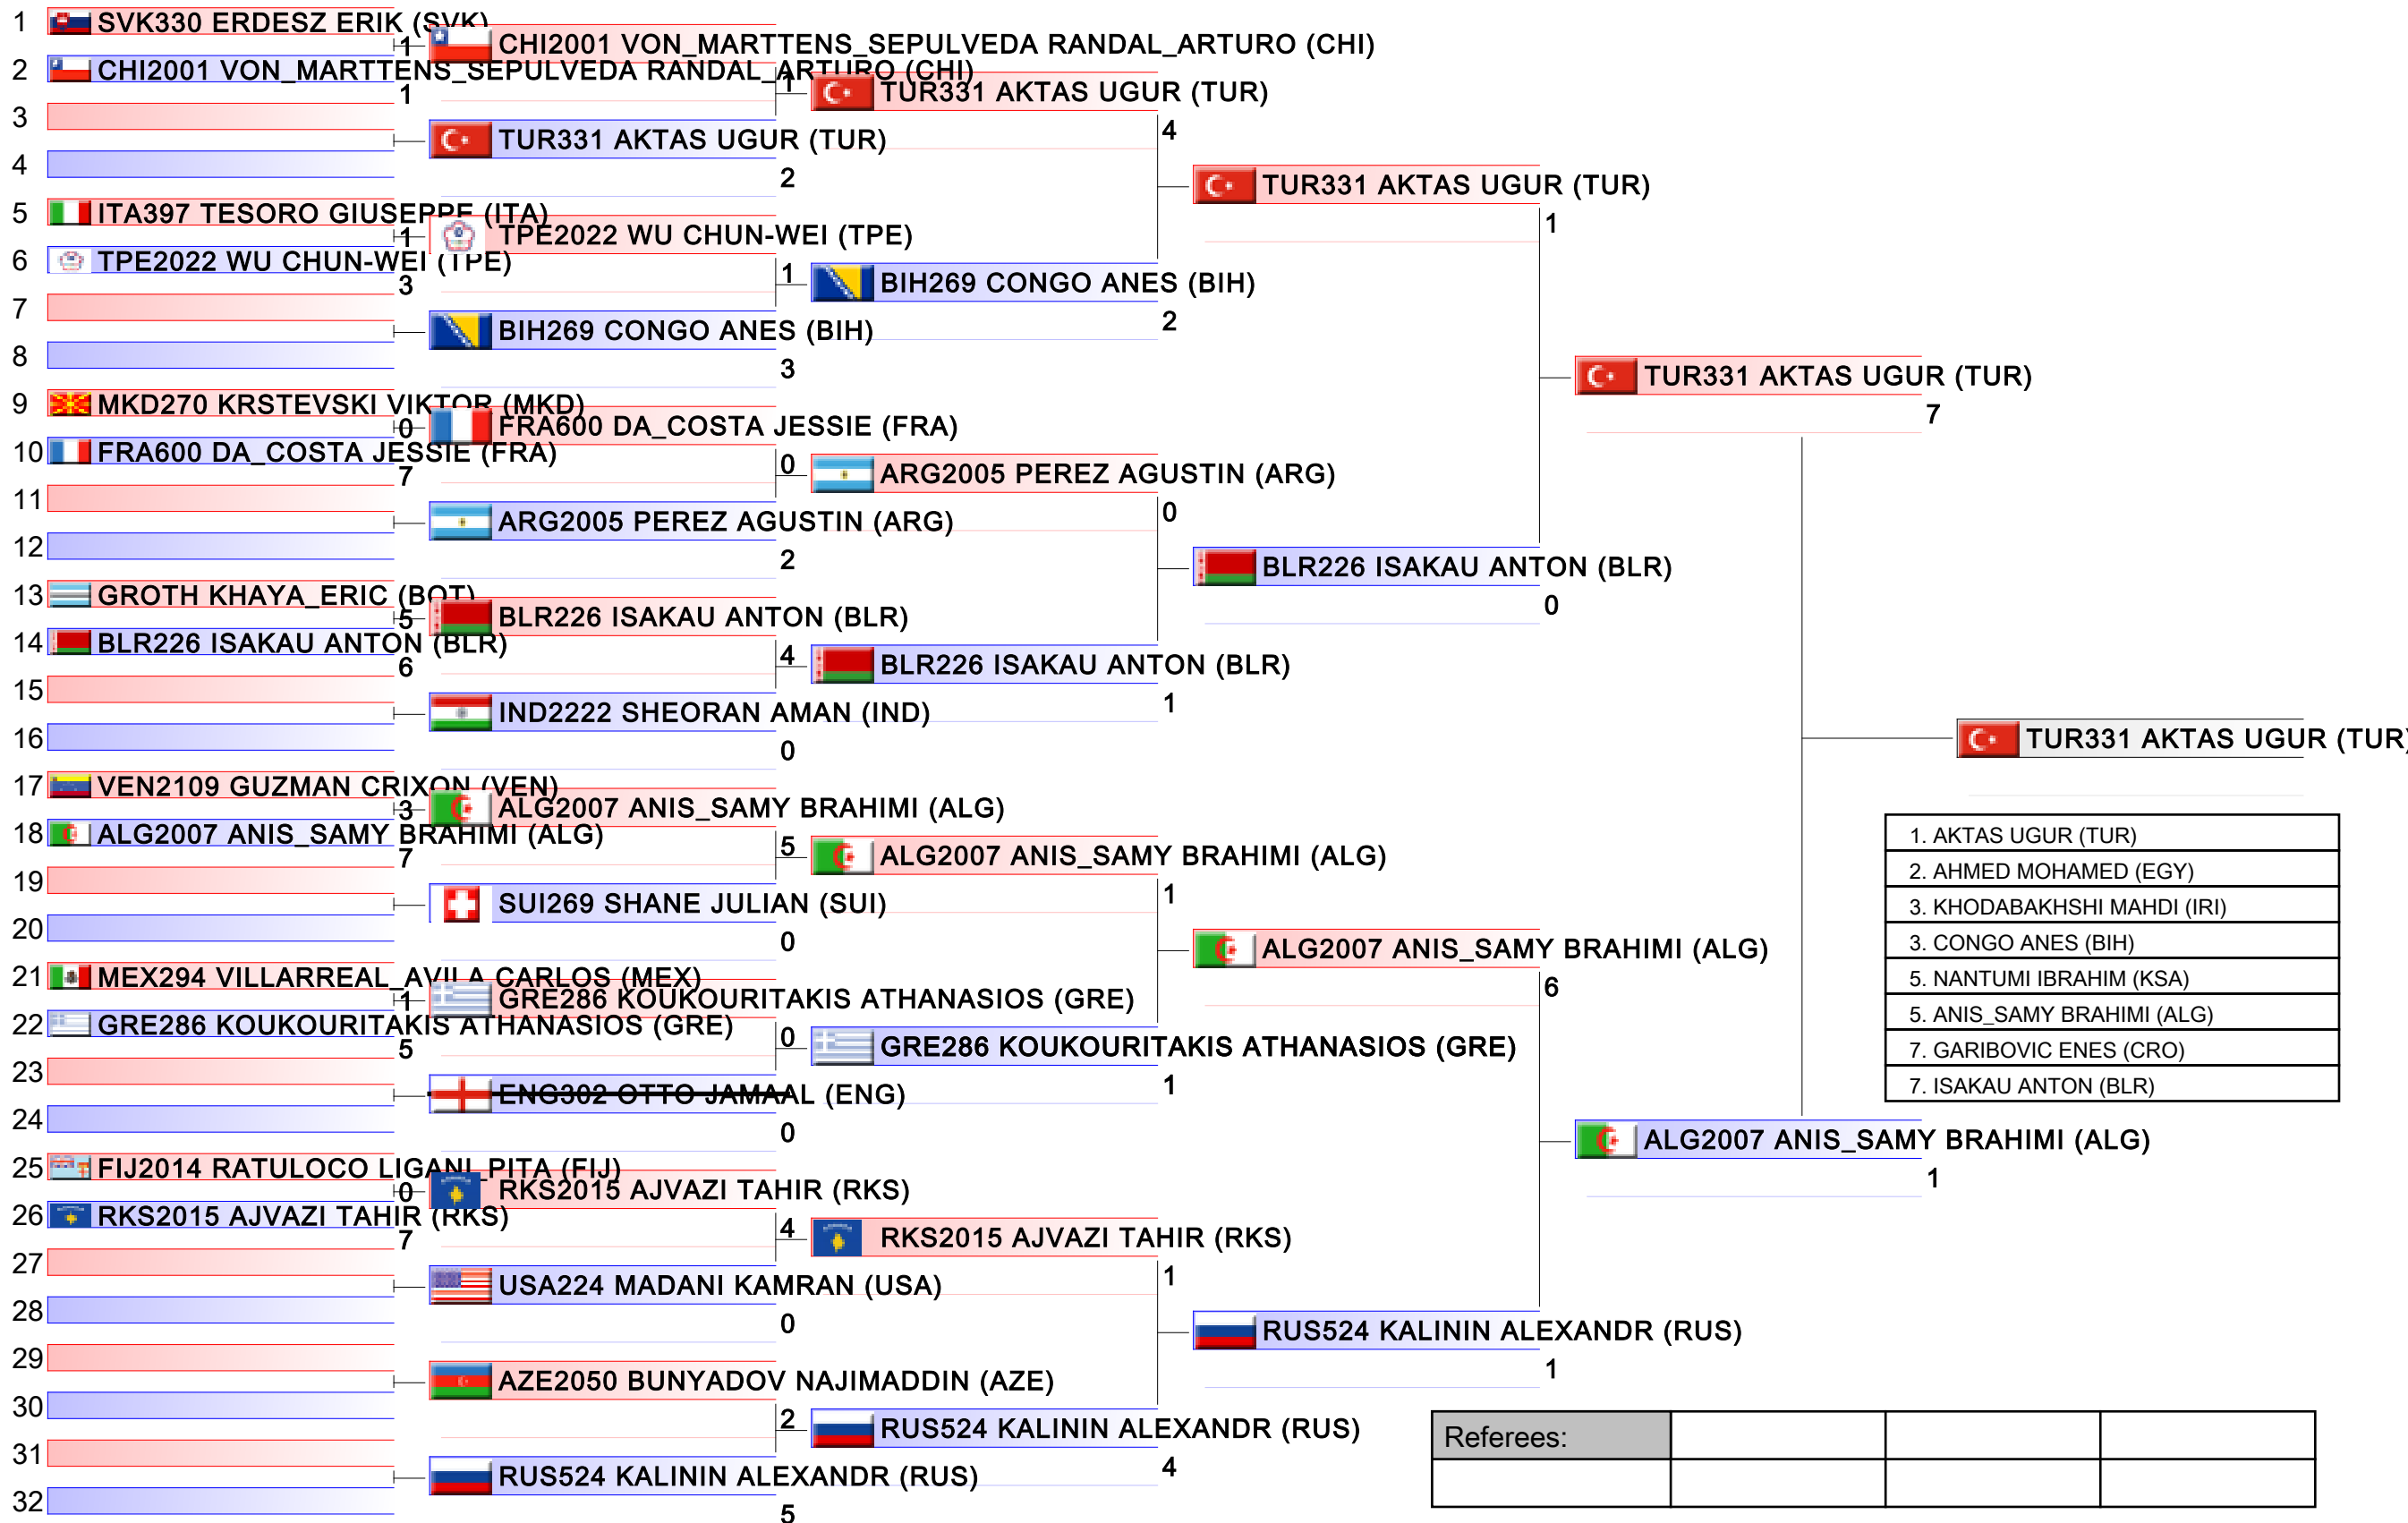 1 SVK330 ERDESZ ERIK (SVK)
1
2 CHI2001 VON_MARTTENS_SEPULVEDA RANDAL_ARTURO (CHI)
1
3
4
5 ITA397 TESORO GIUSEPPE (ITA)
1
6 TPE2022 WU CHUN-WEI (TPE)
3
7
8
9 MKD270 KRSTEVSKI VIKTOR (MKD)
0
10 FRA600 DA_COSTA JESSIE (FRA)
7
11
12
13 GROTH KHAYA_ERIC (BOT)
5
14 BLR226 ISAKAU ANTON (BLR)
6
15
16
17 VEN2109 GUZMAN CRIXON (VEN)
3
18 ALG2007 ANIS_SAMY BRAHIMI (ALG)
7
19
20
21 MEX294 VILLARREAL_AVILA CARLOS (MEX)
1
22 GRE286 KOUKOURITAKIS ATHANASIOS (GRE)
5
23
24
25 FIJ2014 RATULOCO LIGANI_PITA (FIJ)
0
26 RKS2015 AJVAZI TAHIR (RKS)
7
27
28
29
30
31
32
CHI2001 VON_MARTTENS_SEPULVEDA RANDAL_ARTURO (CHI)
1
TUR331 AKTAS UGUR (TUR)
2
TPE2022 WU CHUN-WEI (TPE)
1
BIH269 CONGO ANES (BIH)
3
FRA600 DA_COSTA JESSIE (FRA)
0
ARG2005 PEREZ AGUSTIN (ARG)
2
BLR226 ISAKAU ANTON (BLR)
4
IND2222 SHEORAN AMAN (IND)
0
ALG2007 ANIS_SAMY BRAHIMI (ALG)
5
SUI269 SHANE JULIAN (SUI)
0
GRE286 KOUKOURITAKIS ATHANASIOS (GRE)
0
ENG302 OTTO JAMAAL (ENG)
0
RKS2015 AJVAZI TAHIR (RKS)
4
USA224 MADANI KAMRAN (USA)
0
AZE2050 BUNYADOV NAJIMADDIN (AZE)
2
RUS524 KALININ ALEXANDR (RUS)
5
TUR331 AKTAS UGUR (TUR)
4
BIH269 CONGO ANES (BIH)
2
ARG2005 PEREZ AGUSTIN (ARG)
0
BLR226 ISAKAU ANTON (BLR)
1
ALG2007 ANIS_SAMY BRAHIMI (ALG)
1
GRE286 KOUKOURITAKIS ATHANASIOS (GRE)
1
RKS2015 AJVAZI TAHIR (RKS)
1
RUS524 KALININ ALEXANDR (RUS)
4
TUR331 AKTAS UGUR (TUR)
1
BLR226 ISAKAU ANTON (BLR)
0
ALG2007 ANIS_SAMY BRAHIMI (ALG)
6
RUS524 KALININ ALEXANDR (RUS)
1
TUR331 AKTAS UGUR (TUR)
7
ALG2007 ANIS_SAMY BRAHIMI (ALG)
1
TUR331 AKTAS UGUR (TUR)
1. AKTAS UGUR (TUR)
2. AHMED MOHAMED (EGY)
3. KHODABAKHSHI MAHDI (IRI)
3. CONGO ANES (BIH)
5. NANTUMI IBRAHIM (KSA)
5. ANIS_SAMY BRAHIMI (ALG)
7. GARIBOVIC ENES (CRO)
7. ISAKAU ANTON (BLR)
Referees: